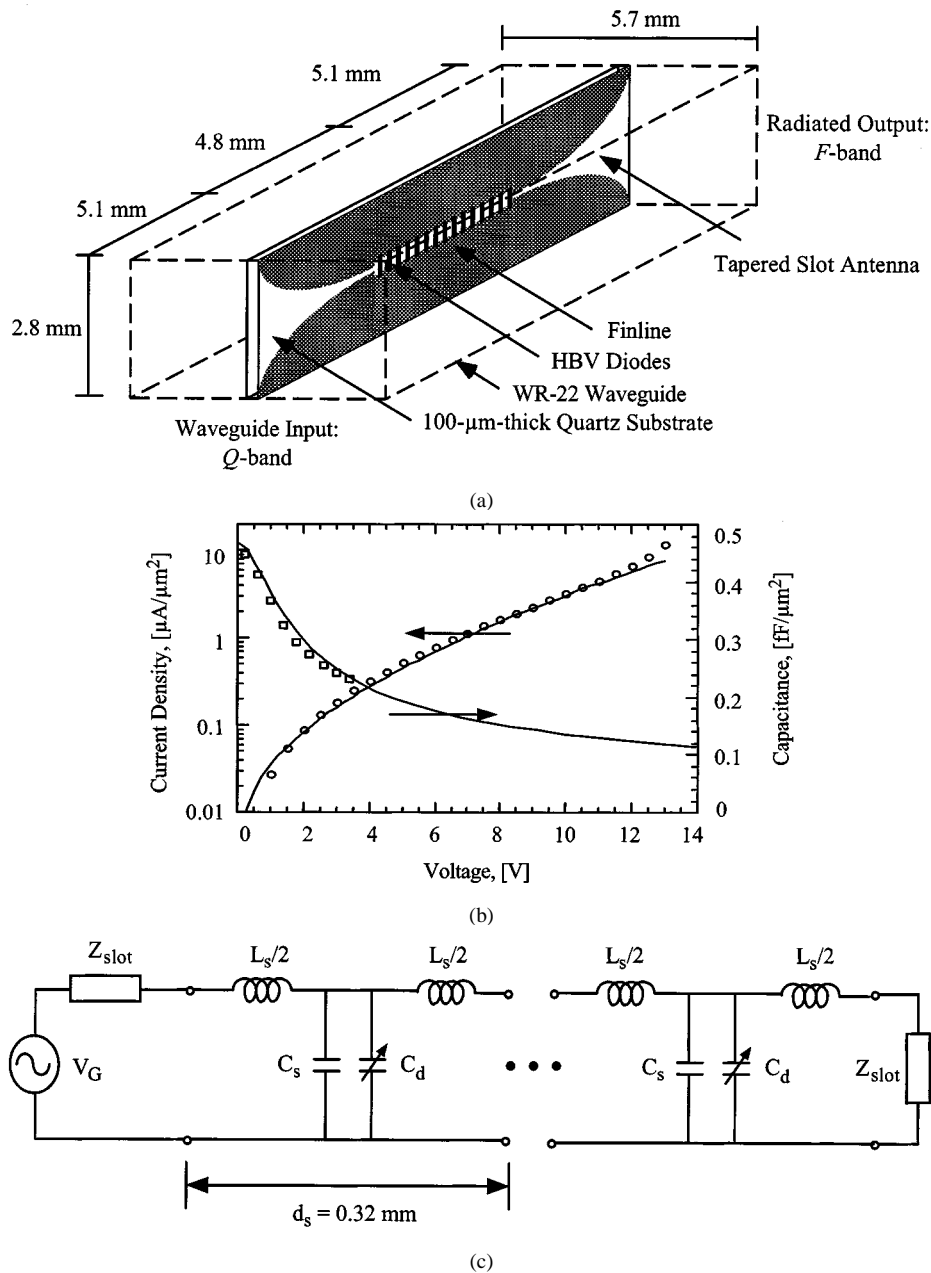 5.7 mm
5.1 mm
4.8 mm
5.1 mm
2.8 mm
Radiated Output:
F-band
Tapered Slot Antenna
Finline
HBV Diodes
WR-22 Waveguide
100-μm-thick Quartz Substrate
Waveguide Input:
Q-band
(a)
Current Density, [μA/μm²]
10
1
0.1
0.01
0.5
0.4
0.3
0.2
0.1
0
Capacitance, [fF/μm²]
0 2 4 6 8 10 12 14
Voltage, [V]
(b)
Z_slot
L_s/2
L_s/2
L_s/2
L_s/2
V_G
C_s
C_d
C_s
C_d
Z_slot
d_s = 0.32 mm
(c)